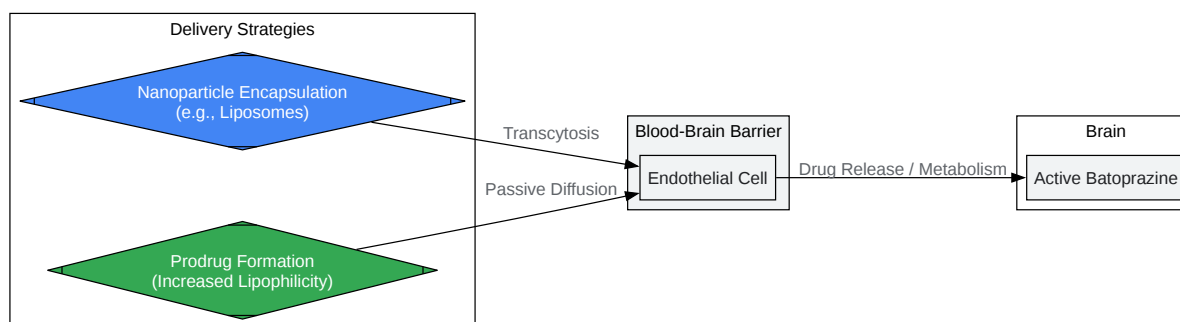 Delivery Strategies
Nanoparticle Encapsulation
(e.g., Liposomes)
Transcytosis
Passive Diffusion
Prodrug Formation
(Increased Lipophilicity)
Blood-Brain Barrier
Endothelial Cell
Drug Release / Metabolism
Brain
Active Batoprazine